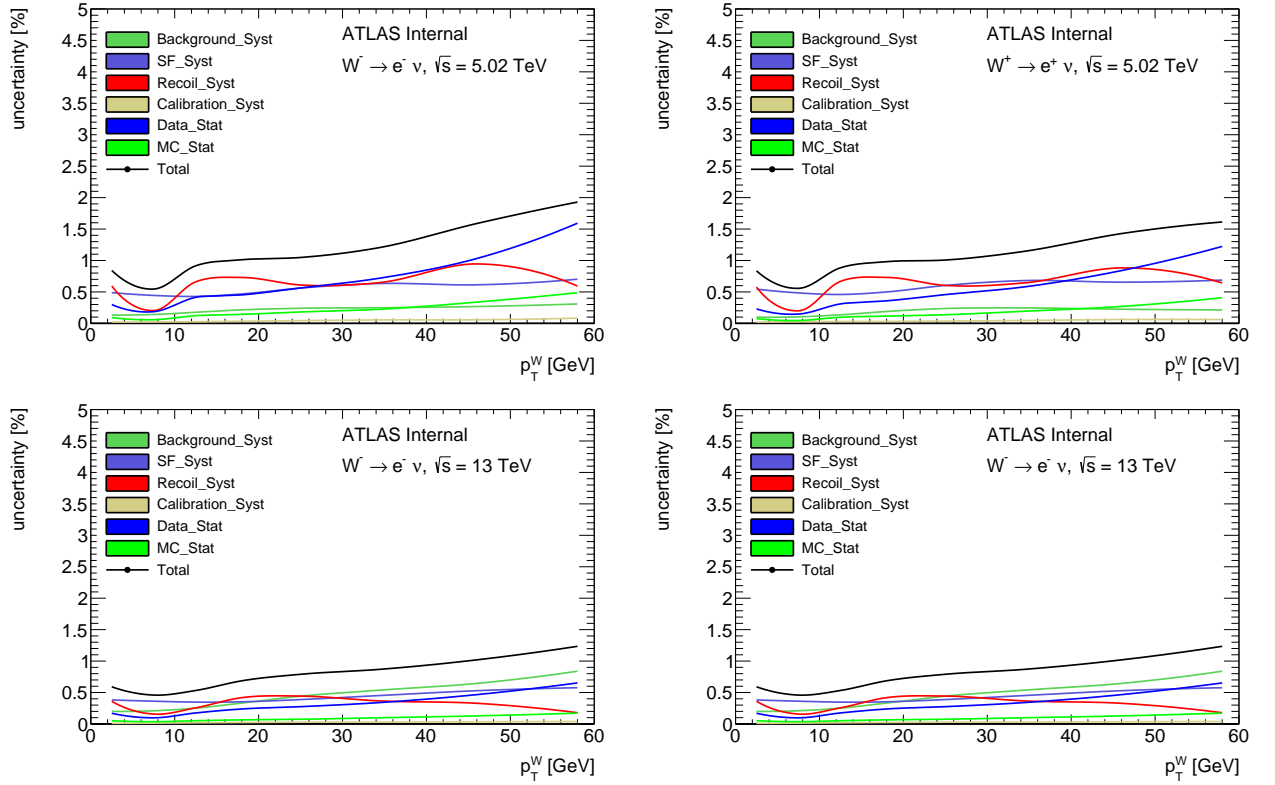 uncertainty [%]
5
4.5
4
3.5
3
2.5
2
1.5
1
0.5
0
Background_Syst
SF_Syst
Recoil_Syst
Calibration_Syst
Data_Stat
MC_Stat
Total
ATLAS Internal
W⁻ → e⁻ ν, √s = 5.02 TeV
0 10 20 30 40 50 60
p_T^W [GeV]
uncertainty [%]
5
4.5
4
3.5
3
2.5
2
1.5
1
0.5
0
Background_Syst
SF_Syst
Recoil_Syst
Calibration_Syst
Data_Stat
MC_Stat
Total
ATLAS Internal
W⁺ → e⁺ ν, √s = 5.02 TeV
0 10 20 30 40 50 60
p_T^W [GeV]
uncertainty [%]
5
4.5
4
3.5
3
2.5
2
1.5
1
0.5
0
Background_Syst
SF_Syst
Recoil_Syst
Calibration_Syst
Data_Stat
MC_Stat
Total
ATLAS Internal
W⁻ → e⁻ ν, √s = 13 TeV
0 10 20 30 40 50 60
p_T^W [GeV]
uncertainty [%]
5
4.5
4
3.5
3
2.5
2
1.5
1
0.5
0
Background_Syst
SF_Syst
Recoil_Syst
Calibration_Syst
Data_Stat
MC_Stat
Total
ATLAS Internal
W⁻ → e⁻ ν, √s = 13 TeV
0 10 20 30 40 50 60
p_T^W [GeV]